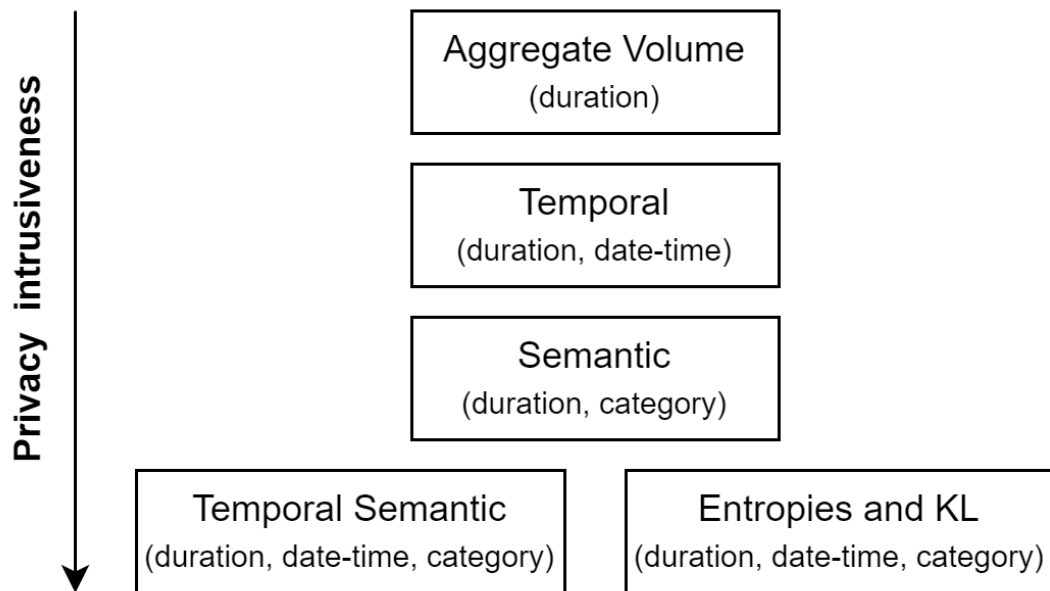 Privacy intrusiveness
Aggregate Volume
(duration)
Temporal
(duration, date-time)
Semantic
(duration, category)
Temporal Semantic
(duration, date-time, category)
Entropies and KL
(duration, date-time, category)